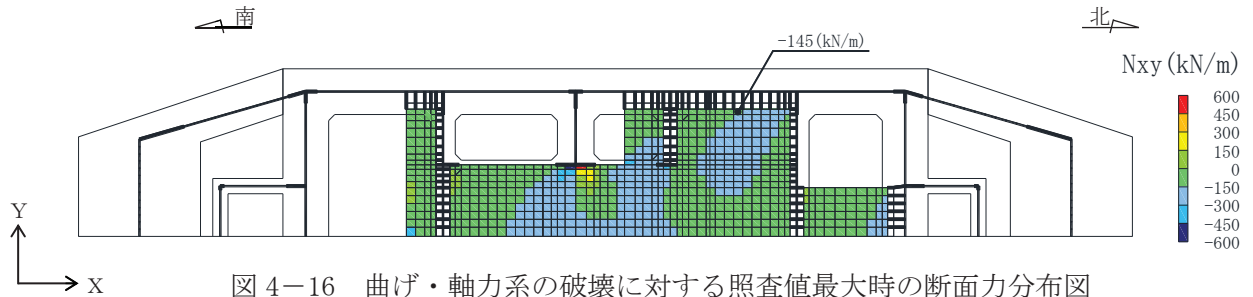 南
北
-145(kN/m)
Nxy(kN/m)
600
450
300
150
0
-150
-300
-450
-600
Y
X
図 4－16　曲げ・軸力系の破壊に対する照査値最大時の断面力分布図